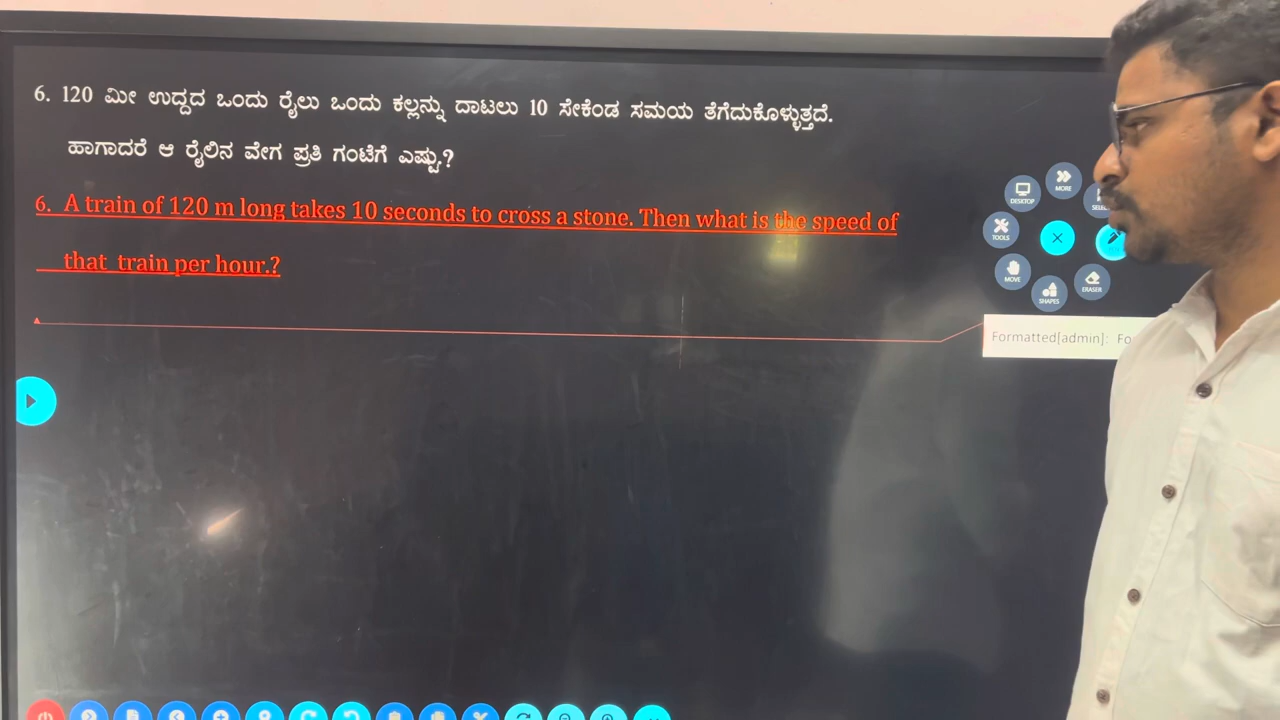 6. 120 ಮೀ ಉದ್ದದ ಒಂದು ರೈಲು ಒಂದು ಕಲ್ಲನ್ನು ದಾಟಲು 10 ಸೇಕೆಂಡ ಸಮಯ ತೆಗೆದುಕೊಳ್ಳುತ್ತದೆ.
ಹಾಗಾದರೆ ಆ ರೈಲಿನ ವೇಗ ಪ್ರತಿ ಗಂಟೆಗೆ ಎಷ್ಟು?
6. A train of 120 m long takes 10 seconds to cross a stone. Then what is the speed of
that train per hour.?
MORE
DESKTOP
TOOLS
MOVE
ERASER
SHAPES
Formatted[admin]: